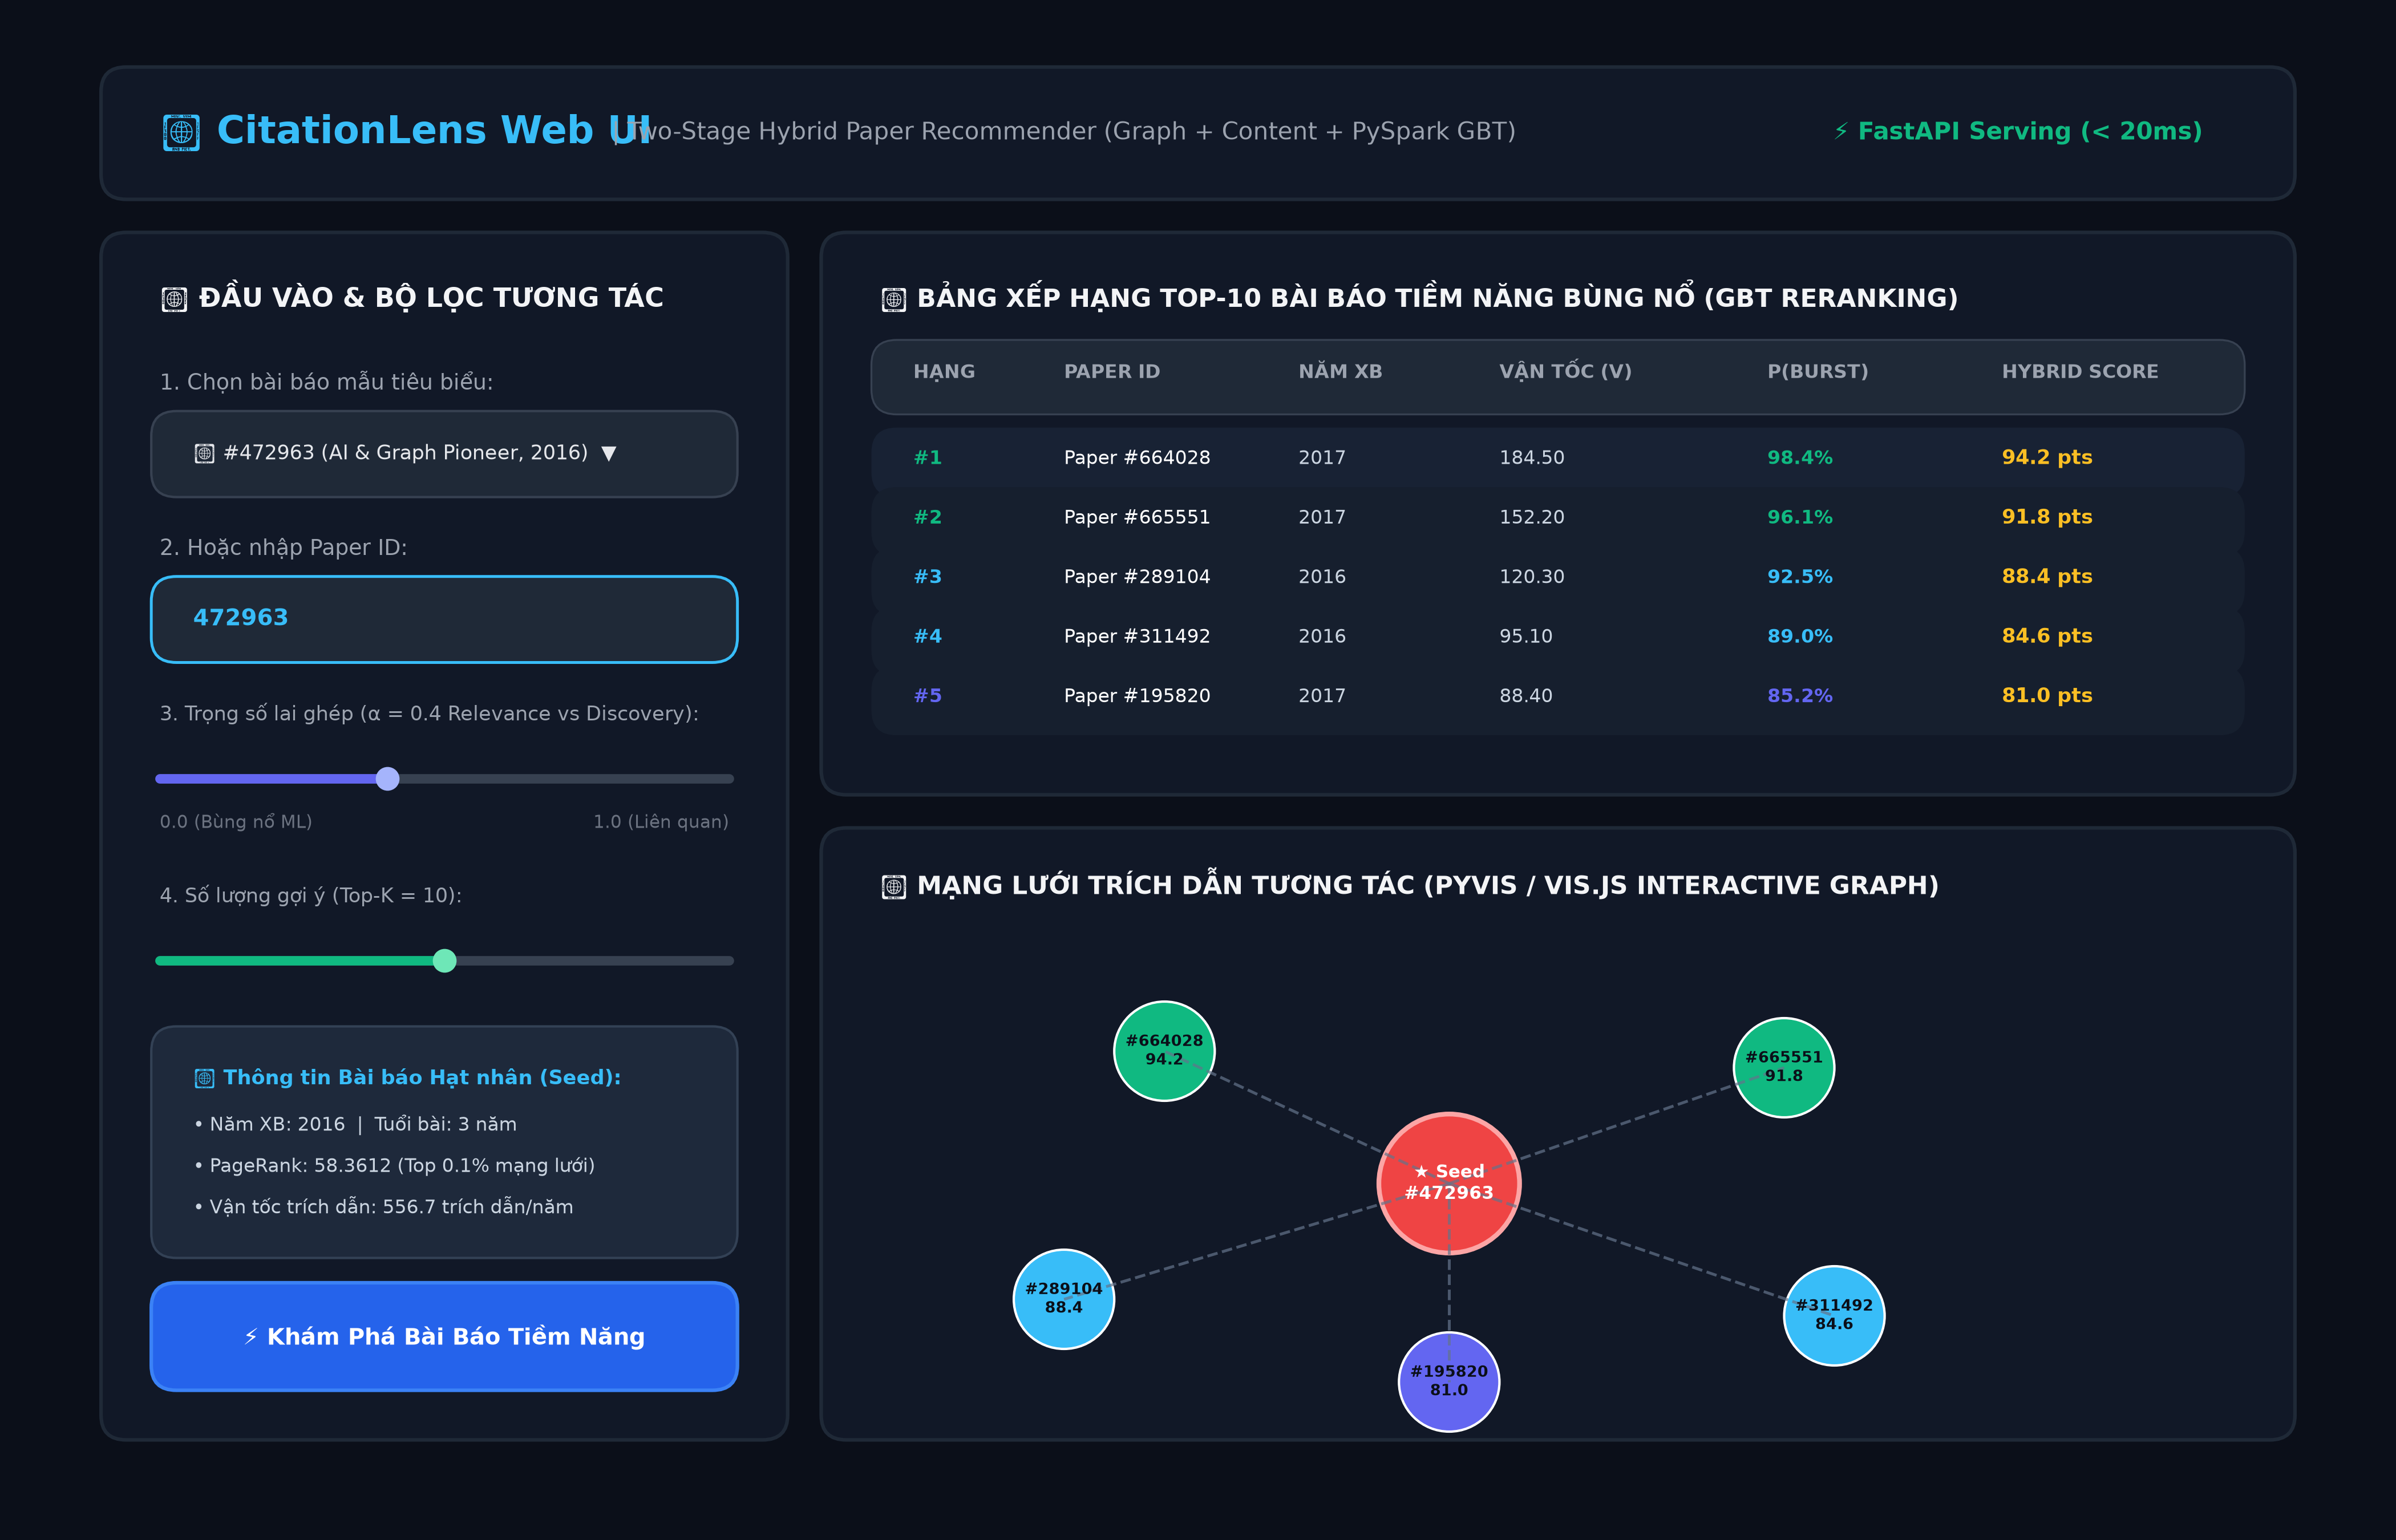 CitationLens Web UI
Two-Stage Hybrid Paper Recommender (Graph + Content + PySpark GBT)
⚡ FastAPI Serving (< 20ms)
ĐẦU VÀO & BỘ LỌC TƯƠNG TÁC
1. Chọn bài báo mẫu tiêu biểu:
#472963 (AI & Graph Pioneer, 2016) ▼
2. Hoặc nhập Paper ID:
472963
3. Trọng số lai ghép (α = 0.4 Relevance vs Discovery):
0.0 (Bùng nổ ML) 1.0 (Liên quan)
4. Số lượng gợi ý (Top-K = 10):
Thông tin Bài báo Hạt nhân (Seed):
• Năm XB: 2016 | Tuổi bài: 3 năm
• PageRank: 58.3612 (Top 0.1% mạng lưới)
• Vận tốc trích dẫn: 556.7 trích dẫn/năm
⚡ Khám Phá Bài Báo Tiềm Năng
BẢNG XẾP HẠNG TOP-10 BÀI BÁO TIỀM NĂNG BÙNG NỔ (GBT RERANKING)
HẠNG PAPER ID NĂM XB VẬN TỐC (V) P(BURST) HYBRID SCORE
#1 Paper #664028 2017 184.50 98.4% 94.2 pts
#2 Paper #665551 2017 152.20 96.1% 91.8 pts
#3 Paper #289104 2016 120.30 92.5% 88.4 pts
#4 Paper #311492 2016 95.10 89.0% 84.6 pts
#5 Paper #195820 2017 88.40 85.2% 81.0 pts
MẠNG LƯỚI TRÍCH DẪN TƯƠNG TÁC (PYVIS / VIS.JS INTERACTIVE GRAPH)
#664028
94.2
#665551
91.8
★ Seed
#472963
#289104
88.4
#311492
84.6
#195820
81.0